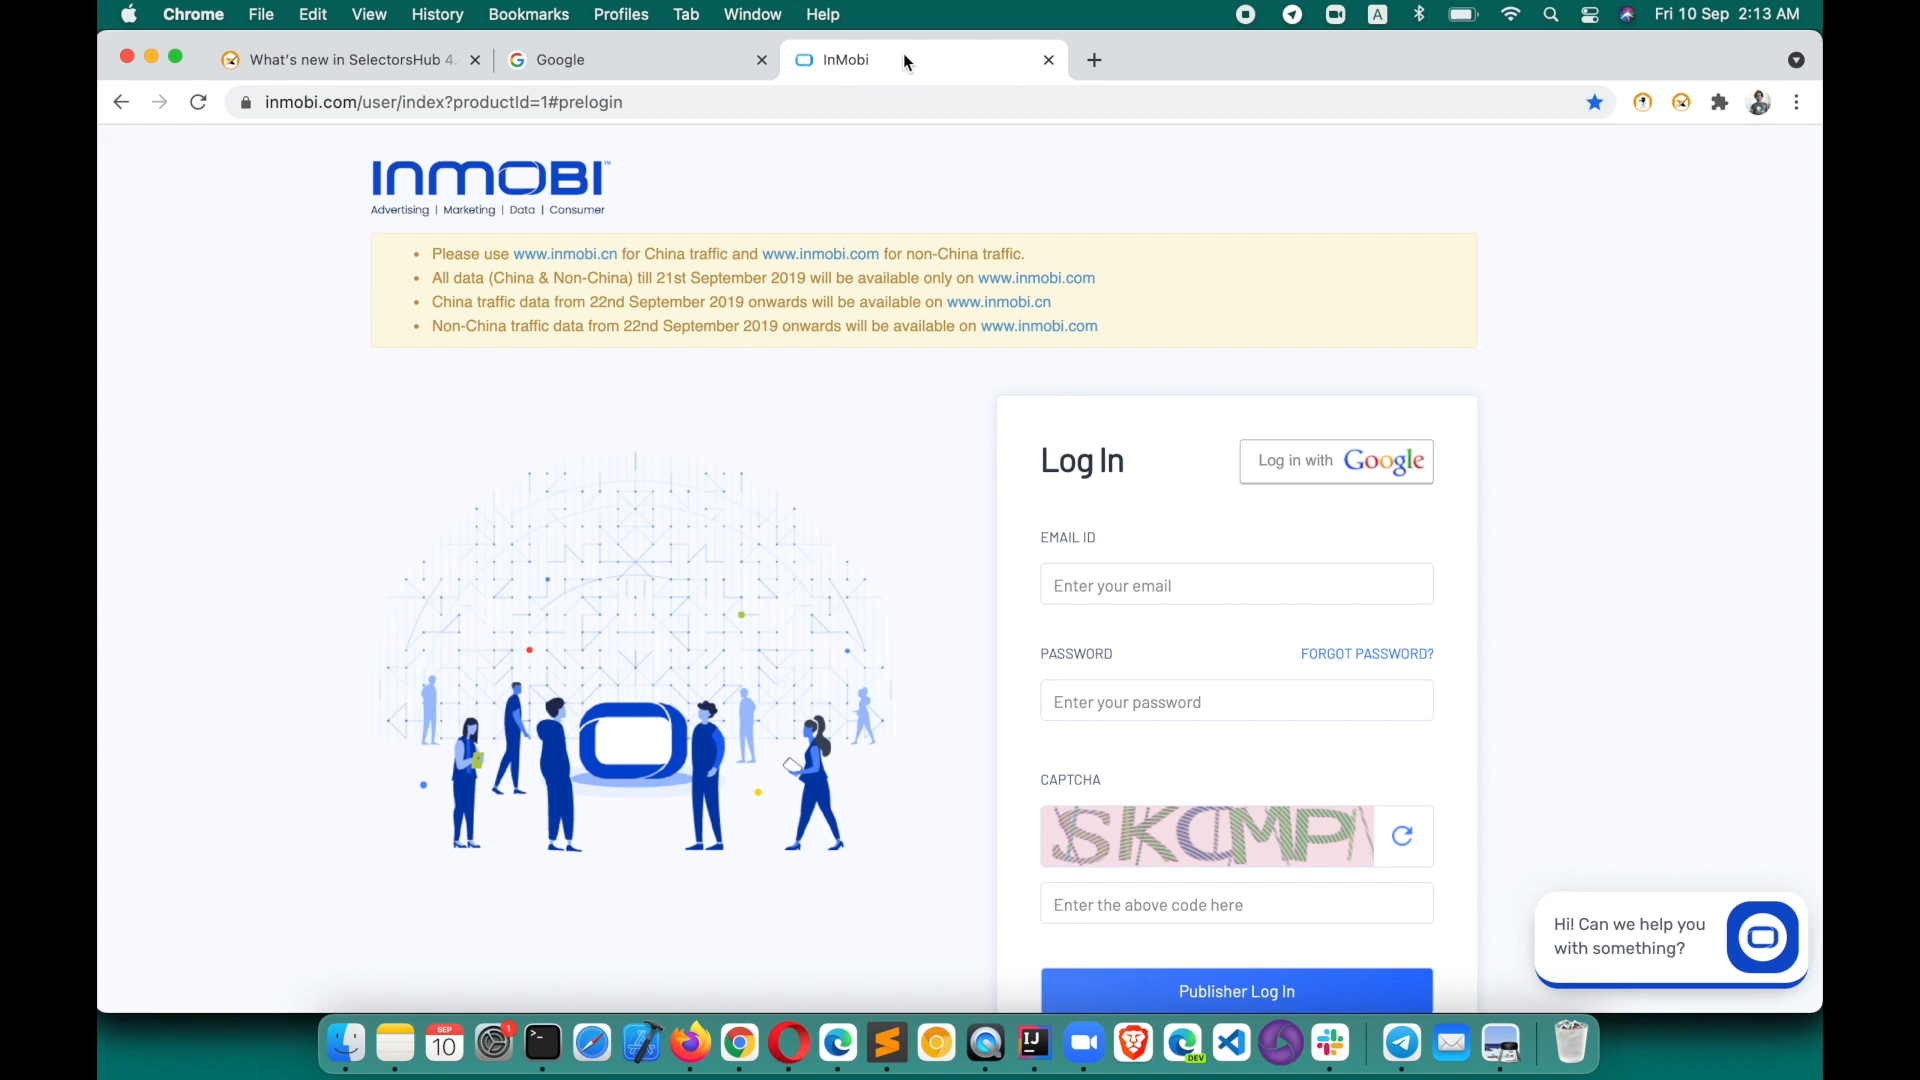 Chrome File Edit View History Bookmarks Profiles Tab Window Help
A
Fri 10 Sep 2:13 AM
What's new in SelectorsHub 4.
Google
InMobi
inmobi.com/user/index?productId=1#prelogin
INMOBI™
Advertising | Marketing | Data | Consumer
• Please use www.inmobi.cn for China traffic and www.inmobi.com for non-China traffic.
• All data (China & Non-China) till 21st September 2019 will be available only on www.inmobi.com
• China traffic data from 22nd September 2019 onwards will be available on www.inmobi.cn
• Non-China traffic data from 22nd September 2019 onwards will be available on www.inmobi.com
Log In
Log in with Google
EMAIL ID
Enter your email
PASSWORD
FORGOT PASSWORD?
Enter your password
CAPTCHA
Enter the above code here
Publisher Log In
Hi! Can we help you
with something?
SEP
10
1
IJ
DEV